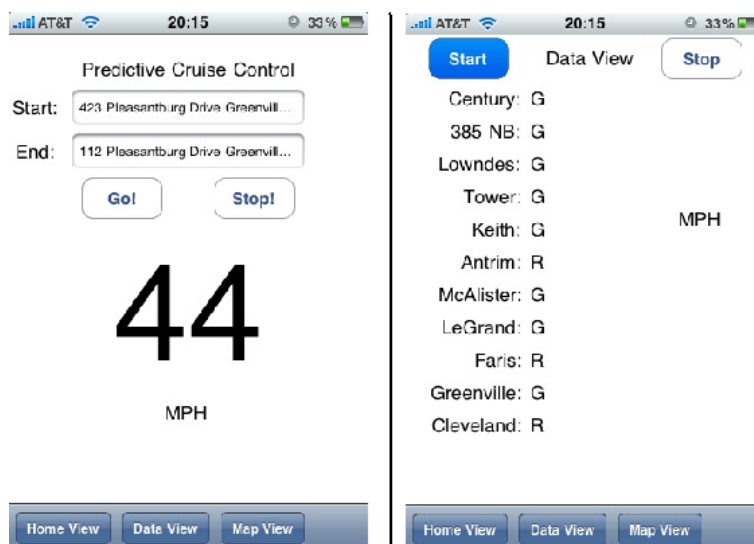 AT&T 20:15 33%
Predictive Cruise Control
Start: 423 Pleasantburg Drive Greenvill...
End: 112 Pleasantburg Drive Greenvill...
Go! Stop!
44
MPH
Home View Data View Map View
AT&T 20:15 33%
Start Data View Stop
Century: G
385 NB: G
Lowndes: G
Tower: G
MPH
Keith: G
Antrim: R
McAlister: G
LeGrand: G
Faris: R
Greenville: G
Cleveland: R
Home View Data View Map View